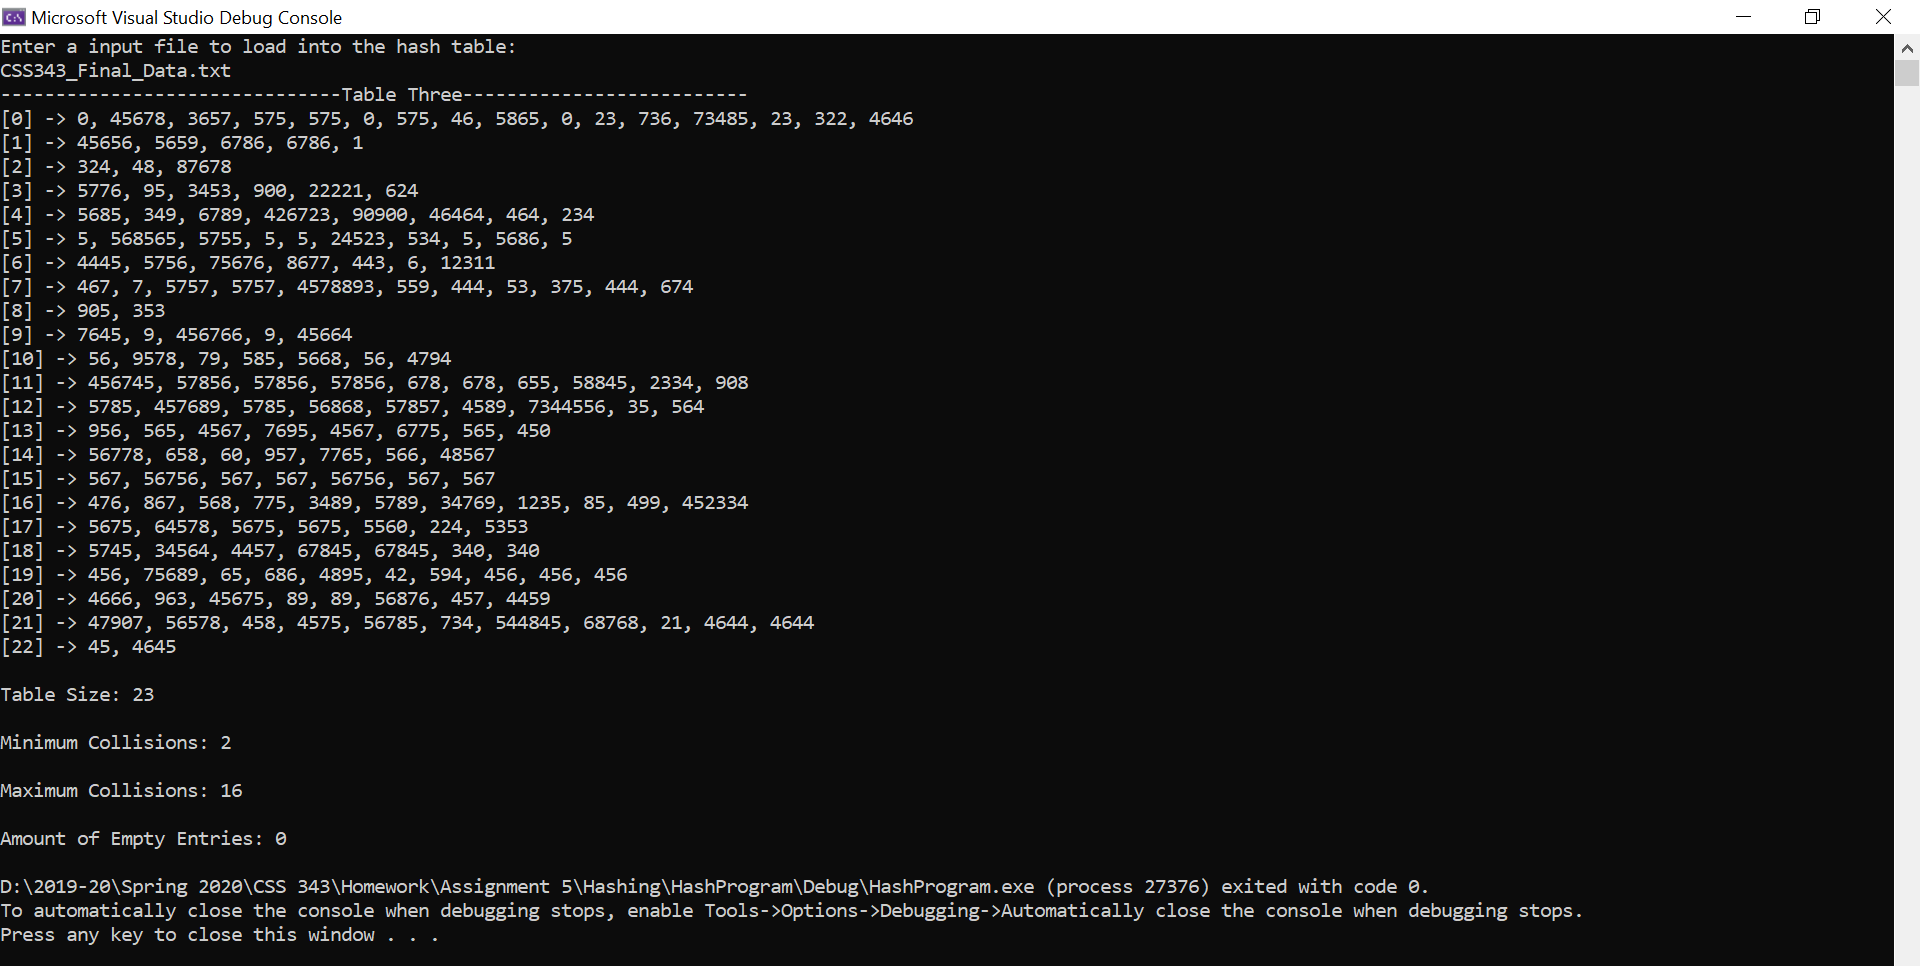 Microsoft Visual Studio Debug Console
Enter a input file to load into the hash table:
CSS343_Final_Data.txt
-------------------------------Table Three--------------------------
[0] -> 0, 45678, 3657, 575, 575, 0, 575, 46, 5865, 0, 23, 736, 73485, 23, 322, 4646
[1] -> 45656, 5659, 6786, 6786, 1
[2] -> 324, 48, 87678
[3] -> 5776, 95, 3453, 900, 22221, 624
[4] -> 5685, 349, 6789, 426723, 90900, 46464, 464, 234
[5] -> 5, 568565, 5755, 5, 5, 24523, 534, 5, 5686, 5
[6] -> 4445, 5756, 75676, 8677, 443, 6, 12311
[7] -> 467, 7, 5757, 5757, 4578893, 559, 444, 53, 375, 444, 674
[8] -> 905, 353
[9] -> 7645, 9, 456766, 9, 45664
[10] -> 56, 9578, 79, 585, 5668, 56, 4794
[11] -> 456745, 57856, 57856, 57856, 678, 678, 655, 58845, 2334, 908
[12] -> 5785, 457689, 5785, 56868, 57857, 4589, 7344556, 35, 564
[13] -> 956, 565, 4567, 7695, 4567, 6775, 565, 450
[14] -> 56778, 658, 60, 957, 7765, 566, 48567
[15] -> 567, 56756, 567, 567, 56756, 567, 567
[16] -> 476, 867, 568, 775, 3489, 5789, 34769, 1235, 85, 499, 452334
[17] -> 5675, 64578, 5675, 5675, 5560, 224, 5353
[18] -> 5745, 34564, 4457, 67845, 67845, 340, 340
[19] -> 456, 75689, 65, 686, 4895, 42, 594, 456, 456, 456
[20] -> 4666, 963, 45675, 89, 89, 56876, 457, 4459
[21] -> 47907, 56578, 458, 4575, 56785, 734, 544845, 68768, 21, 4644, 4644
[22] -> 45, 4645
Table Size: 23
Minimum Collisions: 2
Maximum Collisions: 16
Amount of Empty Entries: 0
D:\2019-20\Spring 2020\CSS 343\Homework\Assignment 5\Hashing\HashProgram\Debug\HashProgram.exe (process 27376) exited with code 0.
To automatically close the console when debugging stops, enable Tools->Options->Debugging->Automatically close the console when debugging stops.
Press any key to close this window . . .